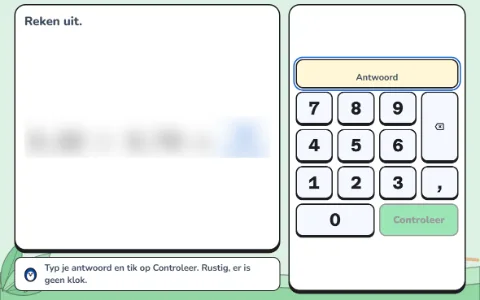 Reken uit.
Antwoord
7 8 9
4 5 6
1 2 3 ,
0 Controleer
Typ je antwoord en tik op Controleer. Rustig, er is
geen klok.